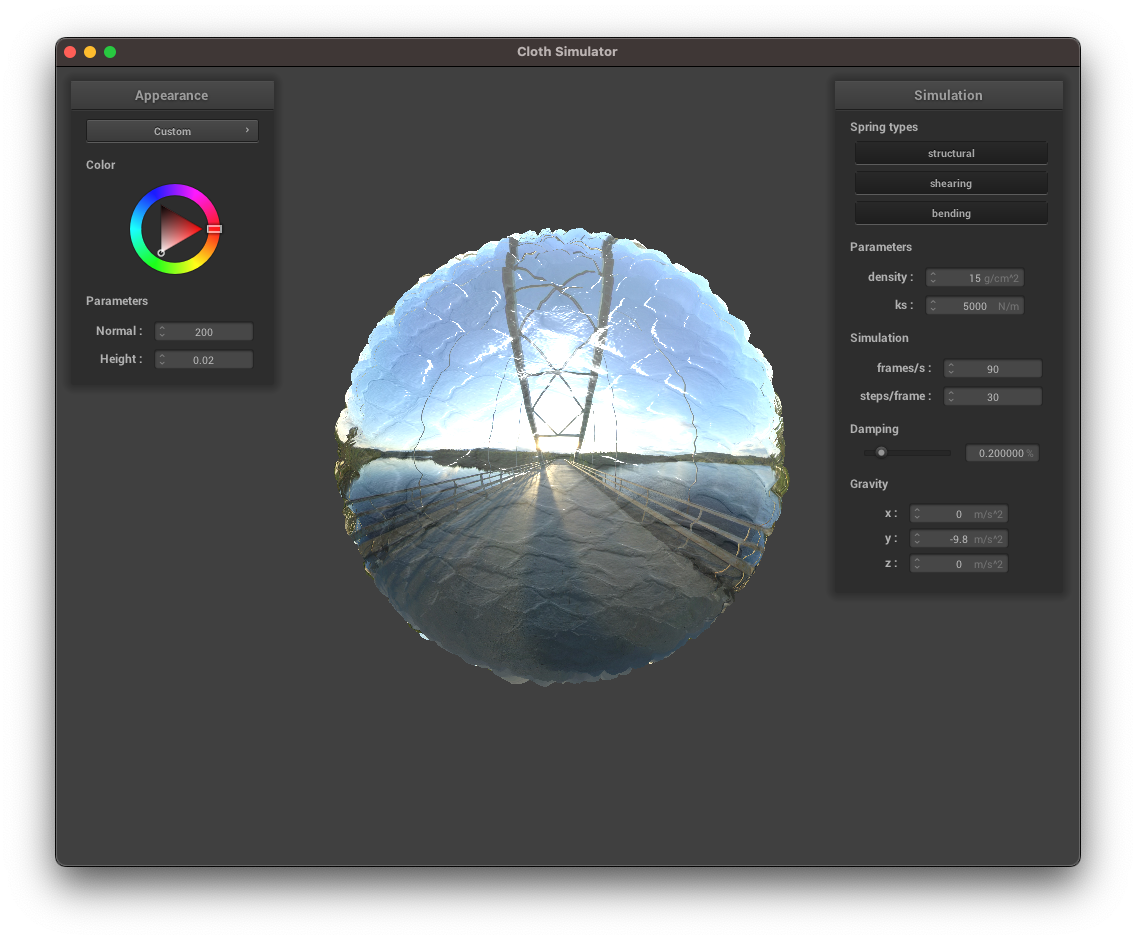 Cloth Simulator
Appearance
Custom
Color
Parameters
Normal : 200
Height : 0.02
Simulation
Spring types
structural
shearing
bending
Parameters
density : 15 g/cm^2
ks : 5000 N/m
Simulation
frames/s : 90
steps/frame : 30
Damping
0.200000 %
Gravity
x : 0 m/s^2
y : -9.8 m/s^2
z : 0 m/s^2